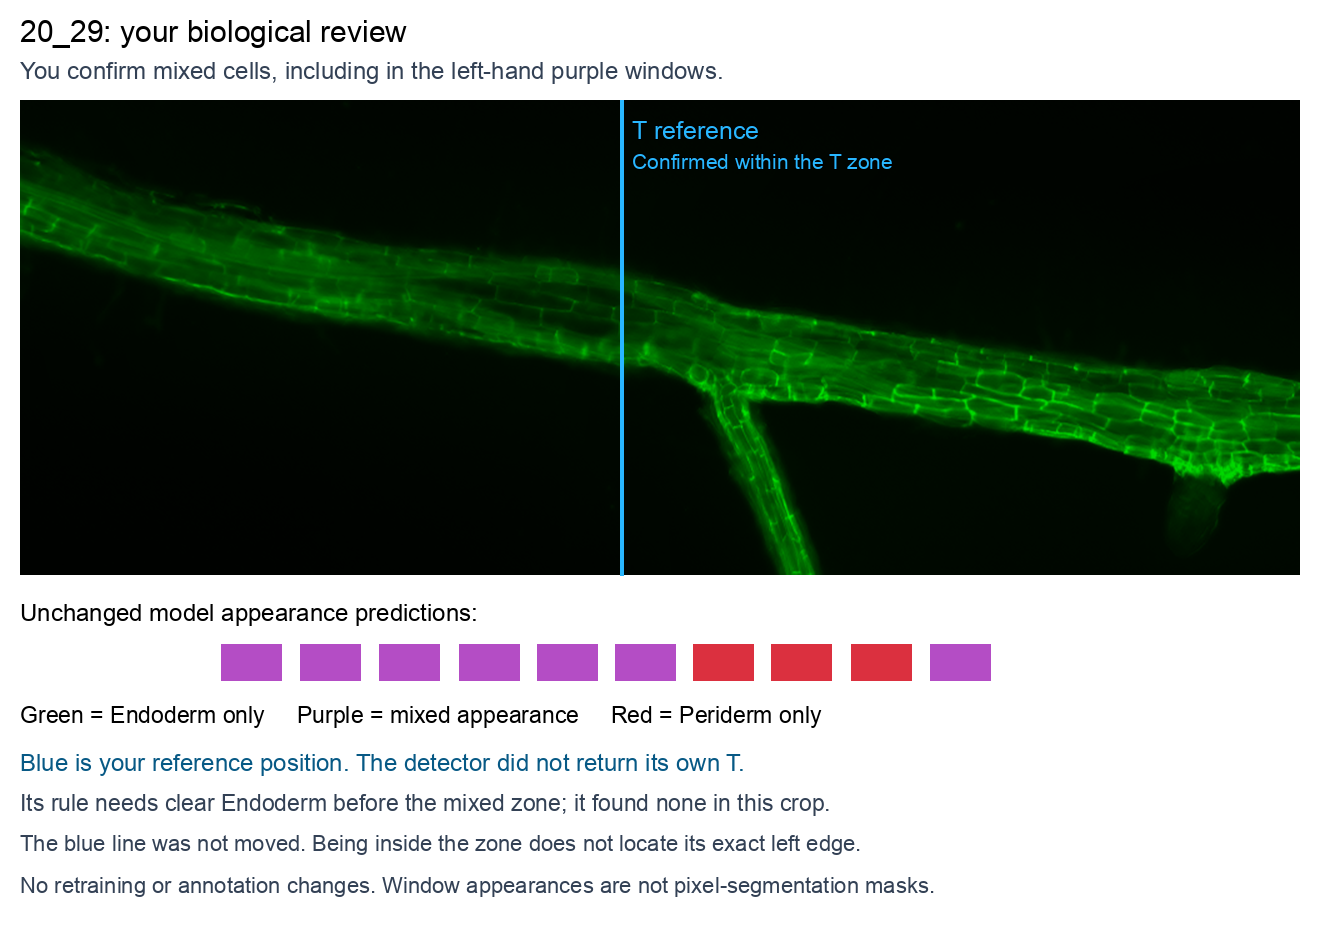 20_29: your biological review
You confirm mixed cells, including in the left-hand purple windows.
T reference
Confirmed within the T zone
Unchanged model appearance predictions:
Green = Endoderm only Purple = mixed appearance Red = Periderm only
Blue is your reference position. The detector did not return its own T.
Its rule needs clear Endoderm before the mixed zone; it found none in this crop.
The blue line was not moved. Being inside the zone does not locate its exact left edge.
No retraining or annotation changes. Window appearances are not pixel-segmentation masks.